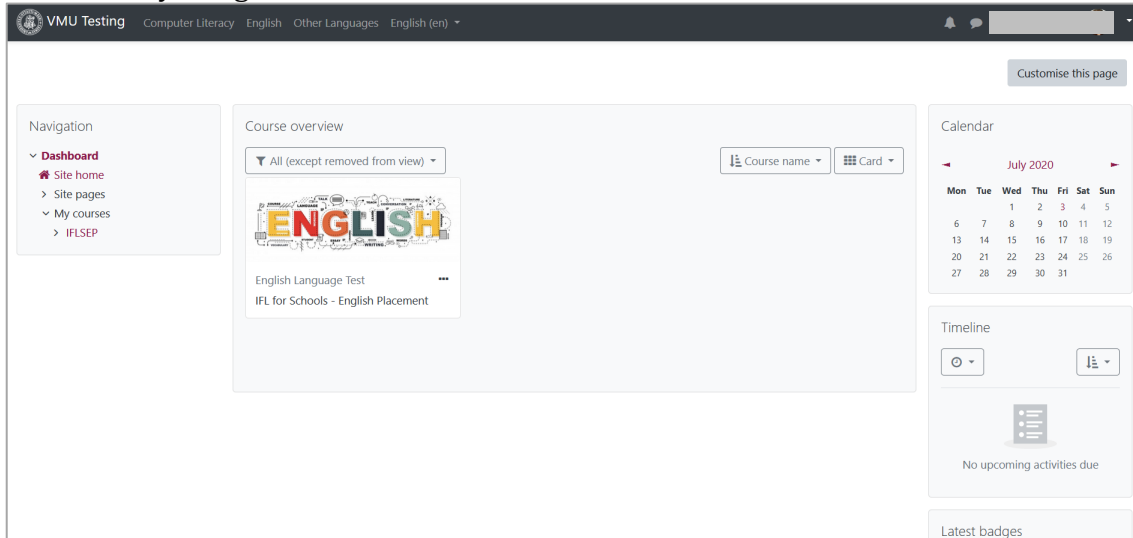 VMU Testing Computer Literacy English Other Languages English (en)
Customise this page
Navigation
Dashboard
Site home
Site pages
My courses
IFLSEP
Course overview
All (except removed from view)
Course name
Card
ENGLISH
English Language Test
IFL for Schools - English Placement
Calendar
July 2020
Mon Tue Wed Thu Fri Sat Sun
1 2 3 4 5
6 7 8 9 10 11 12
13 14 15 16 17 18 19
20 21 22 23 24 25 26
27 28 29 30 31
Timeline
No upcoming activities due
Latest badges